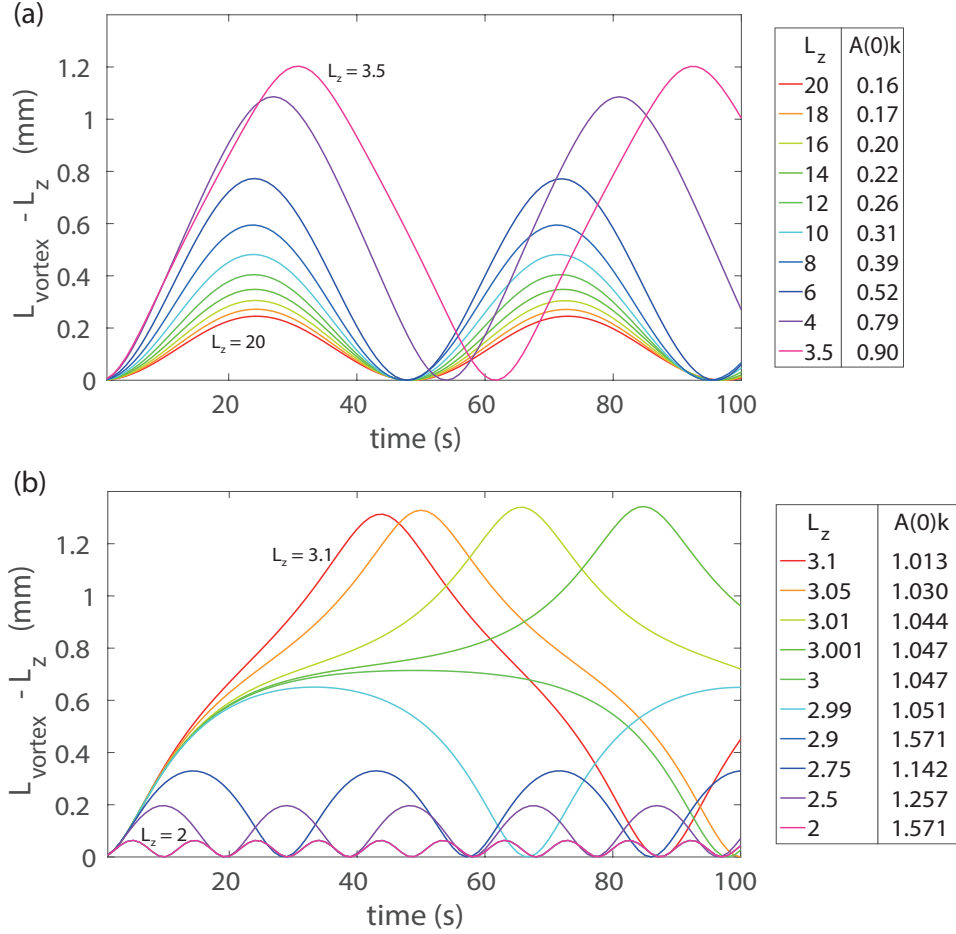 (a)
L_vortex - L_z (mm)
1.2
1
0.8
0.6
0.4
0.2
0
L_z = 3.5
L_z = 20
20 40 60 80 100
time (s)
L_z A(0)k
20 0.16
18 0.17
16 0.20
14 0.22
12 0.26
10 0.31
8 0.39
6 0.52
4 0.79
3.5 0.90
(b)
L_vortex - L_z (mm)
1.2
1
0.8
0.6
0.4
0.2
0
L_z = 3.1
L_z = 2
20 40 60 80 100
time (s)
L_z A(0)k
3.1 1.013
3.05 1.030
3.01 1.044
3.001 1.047
3 1.047
2.99 1.051
2.9 1.571
2.75 1.142
2.5 1.257
2 1.571